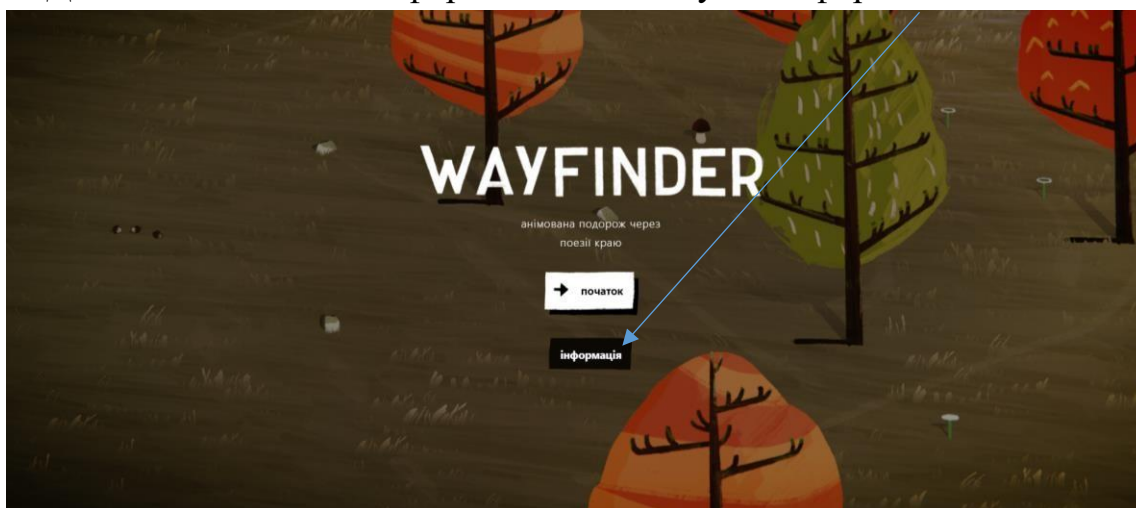 WAYFINDER
анімована подорож через
поезії краю
початок
інформація